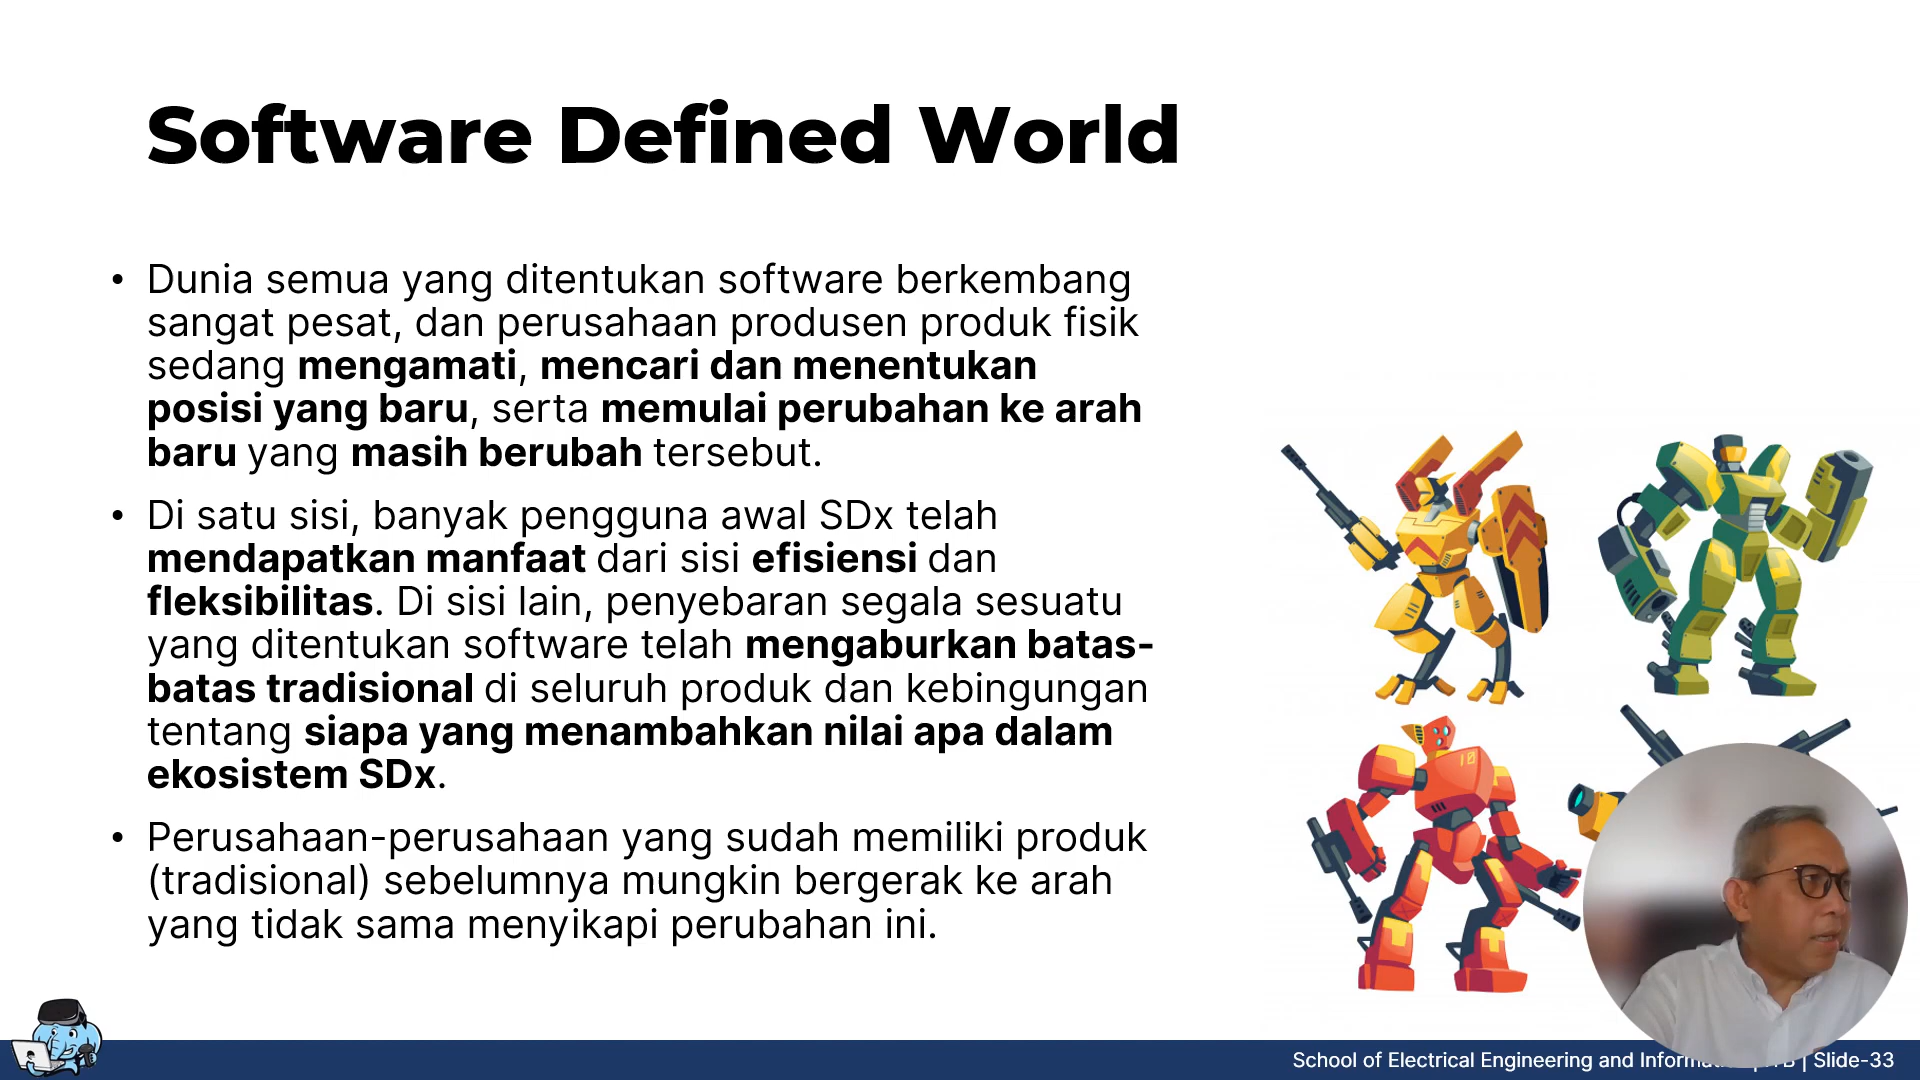 Software Defined World
• Dunia semua yang ditentukan software berkembang
sangat pesat, dan perusahaan produsen produk fisik
sedang mengamati, mencari dan menentukan
posisi yang baru, serta memulai perubahan ke arah
baru yang masih berubah tersebut.
• Di satu sisi, banyak pengguna awal SDx telah
mendapatkan manfaat dari sisi efisiensi dan
fleksibilitas. Di sisi lain, penyebaran segala sesuatu
yang ditentukan software telah mengaburkan batas-
batas tradisional di seluruh produk dan kebingungan
tentang siapa yang menambahkan nilai apa dalam
ekosistem SDx.
• Perusahaan-perusahaan yang sudah memiliki produk
(tradisional) sebelumnya mungkin bergerak ke arah
yang tidak sama menyikapi perubahan ini.
10
School of Electrical Engineering and | Slide-33